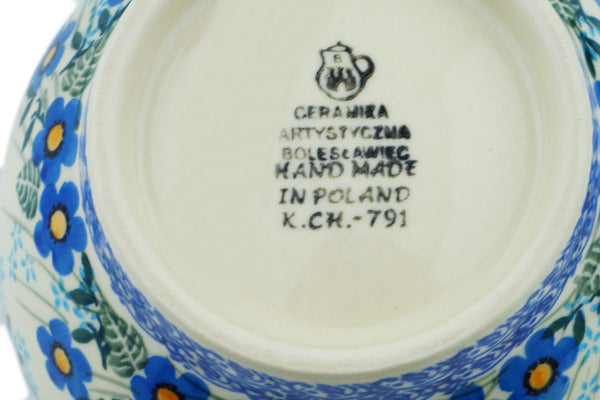 B
CERAMIKA
ARTYSTYCZNA
BOLESŁAWIEC
HAND MADE
IN POLAND
K.CH.-791